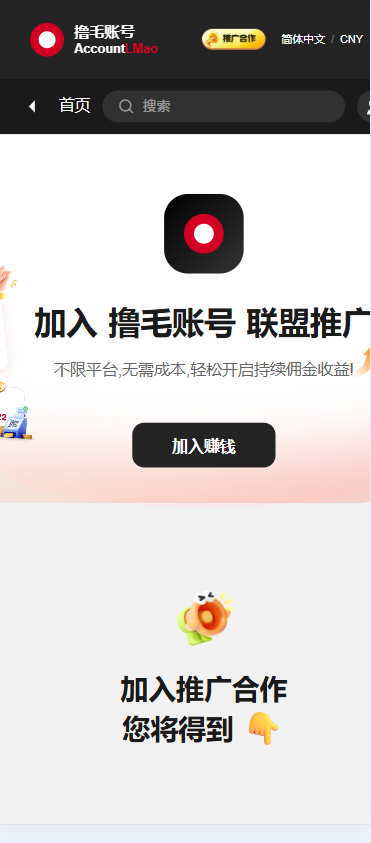 撸毛账号
AccountLMao
推广合作
简体中文 / CNY
首页
搜索
加入 撸毛账号 联盟推广
不限平台,无需成本,轻松开启持续佣金收益!
加入赚钱
加入推广合作
您将得到